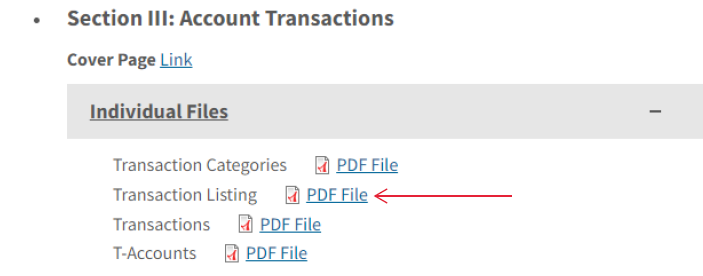 • Section III: Account Transactions
Cover Page Link
Individual Files –
Transaction Categories PDF File
Transaction Listing PDF File
Transactions PDF File
T-Accounts PDF File